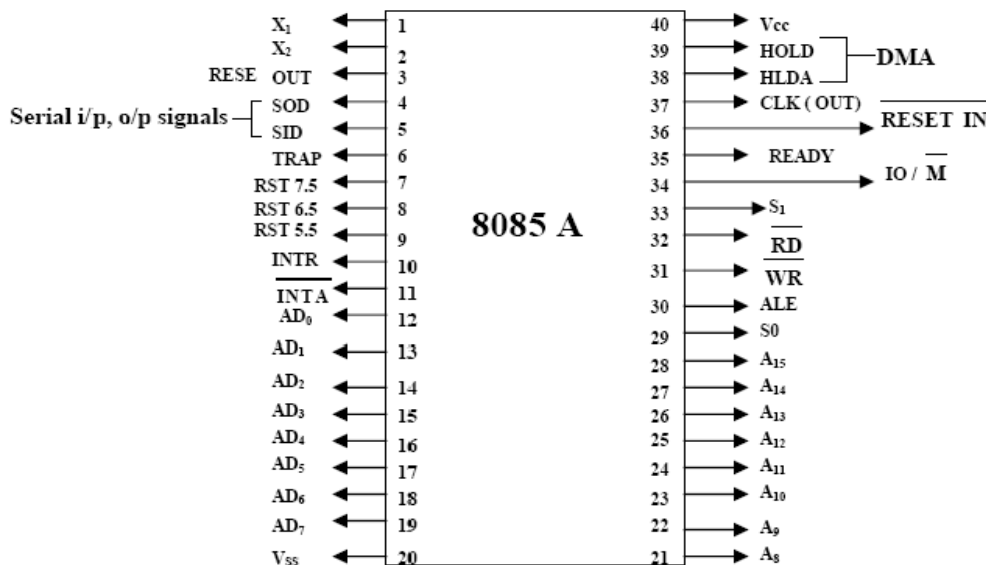 X₁ 1 40 Vcc
X₂ 2 39 HOLD
DMA
RESE OUT 3 38 HLDA
SOD 4 37 CLK ( OUT)
Serial i/p, o/p signals
SID 5 36 RESET IN
TRAP 6 35 READY
RST 7.5 7 34 IO / M
RST 6.5 8 33 S₁
8085 A
RST 5.5 9 32 RD
INTR 10 31 WR
INTA 11 30 ALE
AD₀ 12 29 S0
AD₁ 13 28 A₁₅
AD₂ 14 27 A₁₄
AD₃ 15 26 A₁₃
AD₄ 16 25 A₁₂
AD₅ 17 24 A₁₁
AD₆ 18 23 A₁₀
AD₇ 19 22 A₉
Vss 20 21 A₈